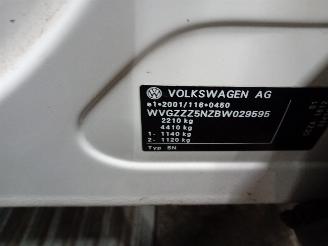 VOLKSWAGEN AG
e1*2001/116*0450
WVGZZZ5NZBW029595
2210 kg
4410 kg
1- 1140 kg
2- 1120 kg
Typ 5N